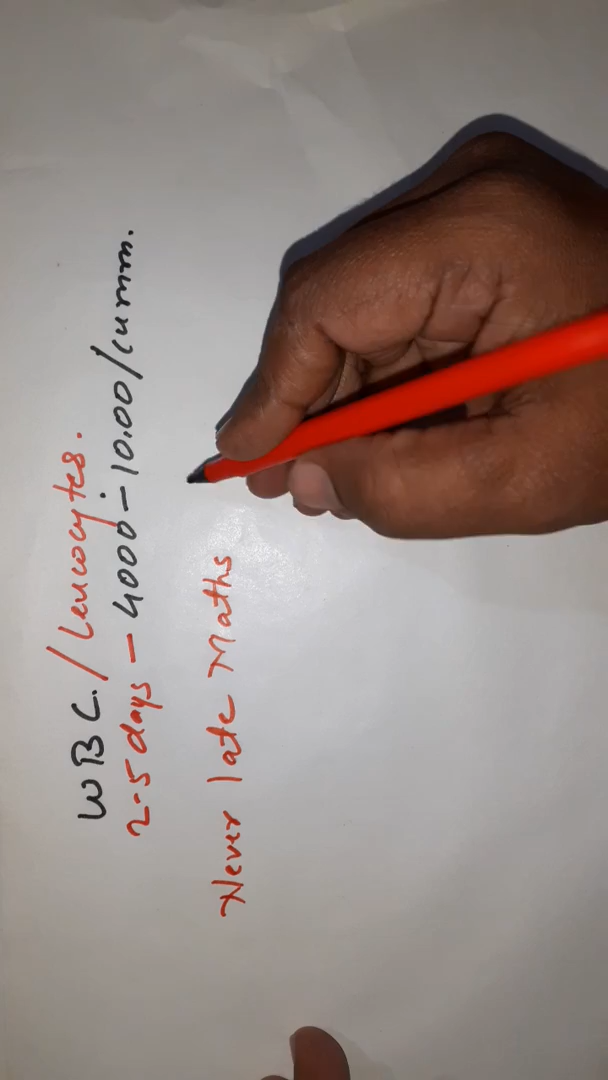 WBC./Leucocytes.
2-5 days - 4000-10.00/cumm.
Never late Maths